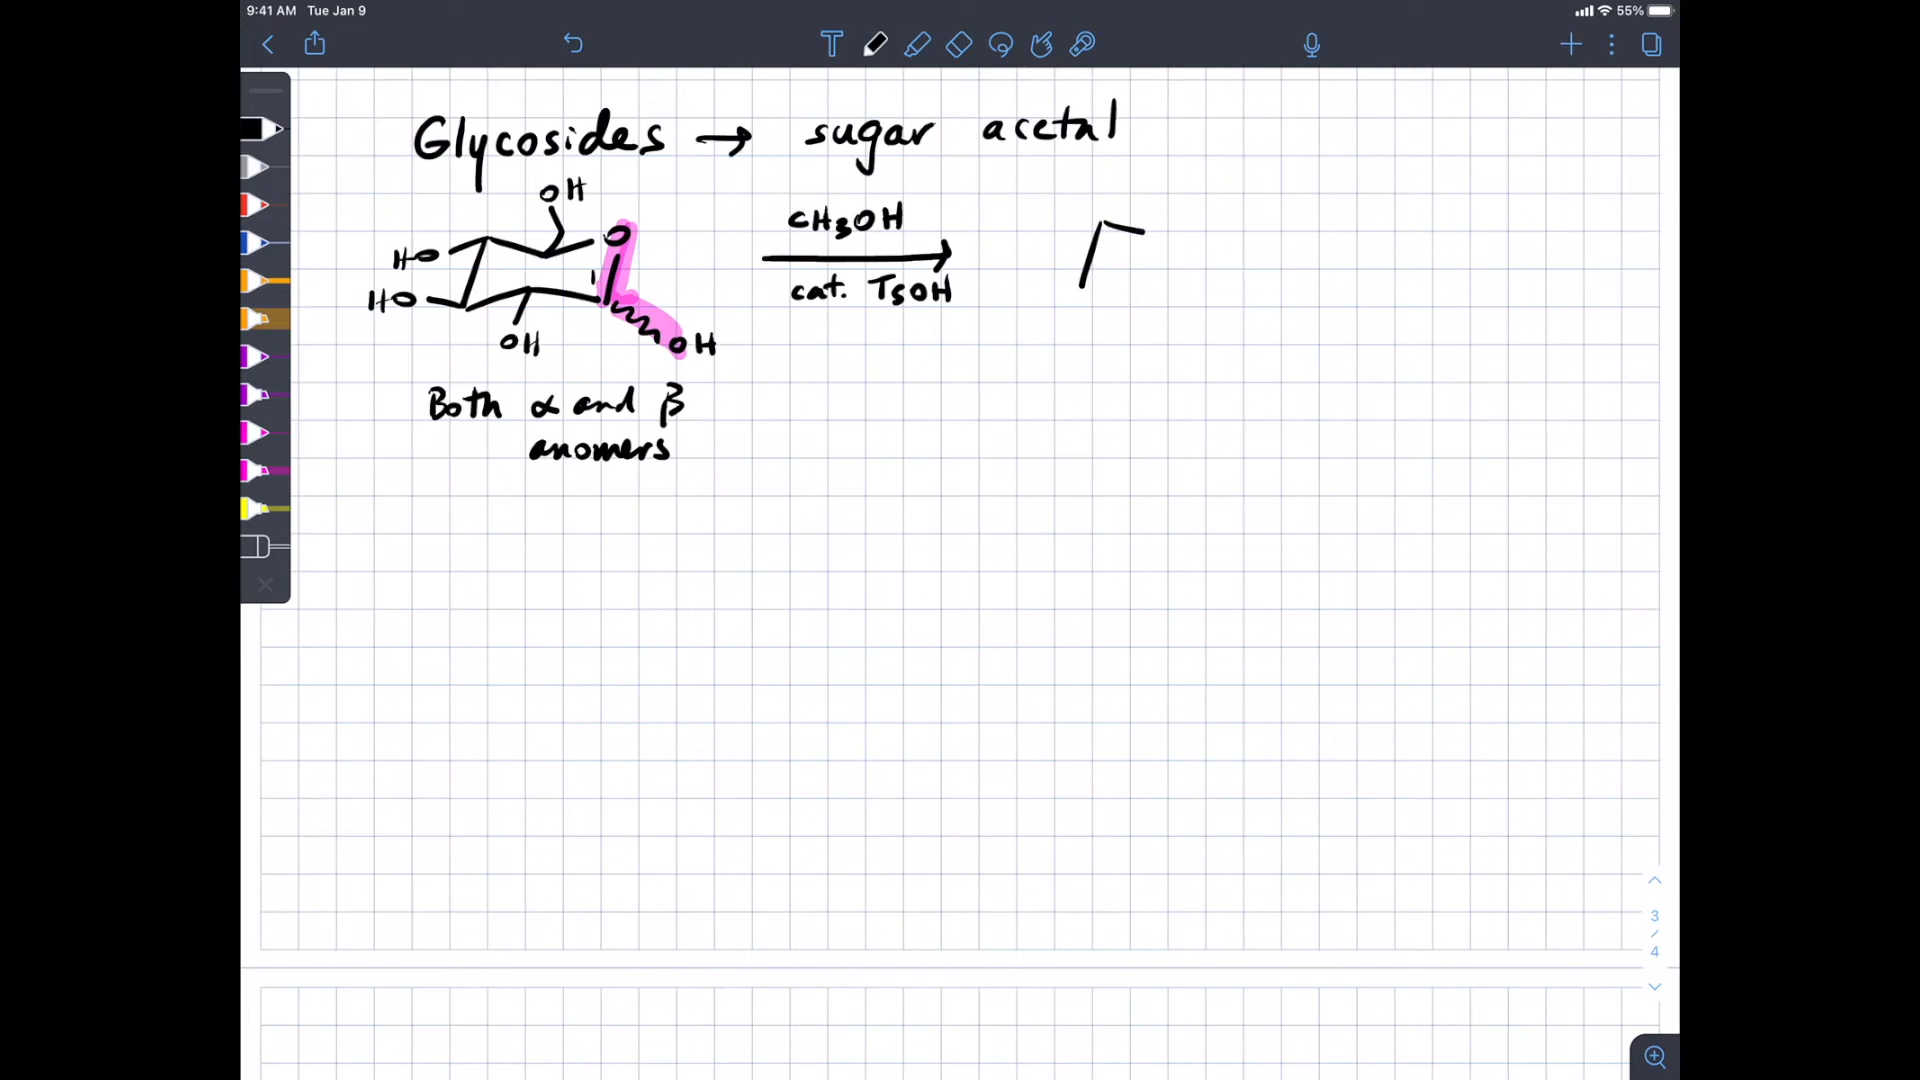 9:41 AM Tue Jan 9
55%
T
Glycosides → sugar acetal
OH
HO
O
HO
1
OH
OH
CH3OH
cat. TsOH
Both α and β
anomers
3
/
4